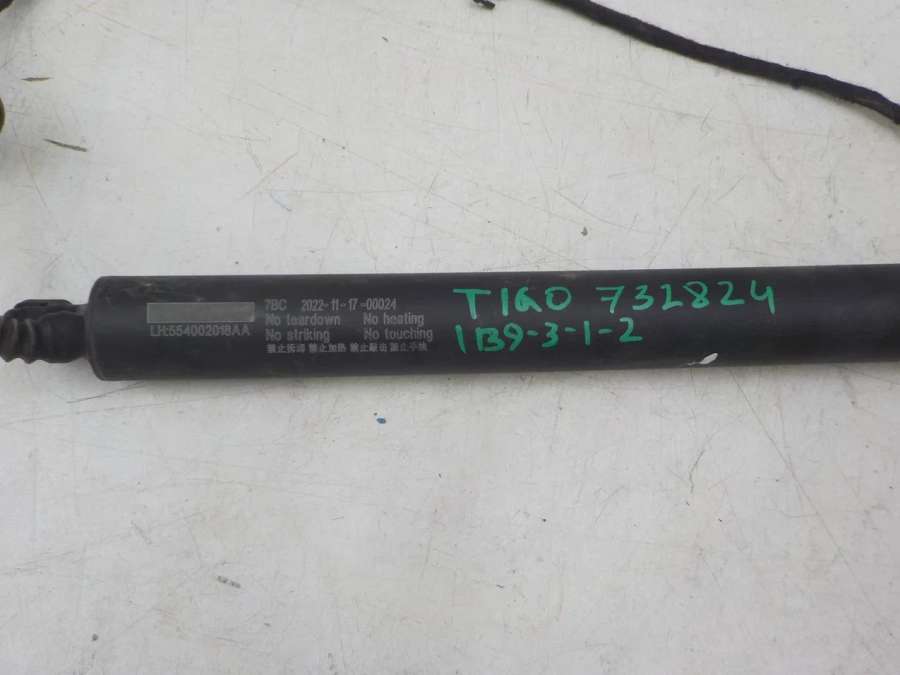 7BC 2022-11-17-00024
LH:554002018AA
No teardown No heating
No striking No touching
禁止拆卸 禁止加热 禁止敲击 禁止手拽
TIGO 732824
1B9-3-1-2